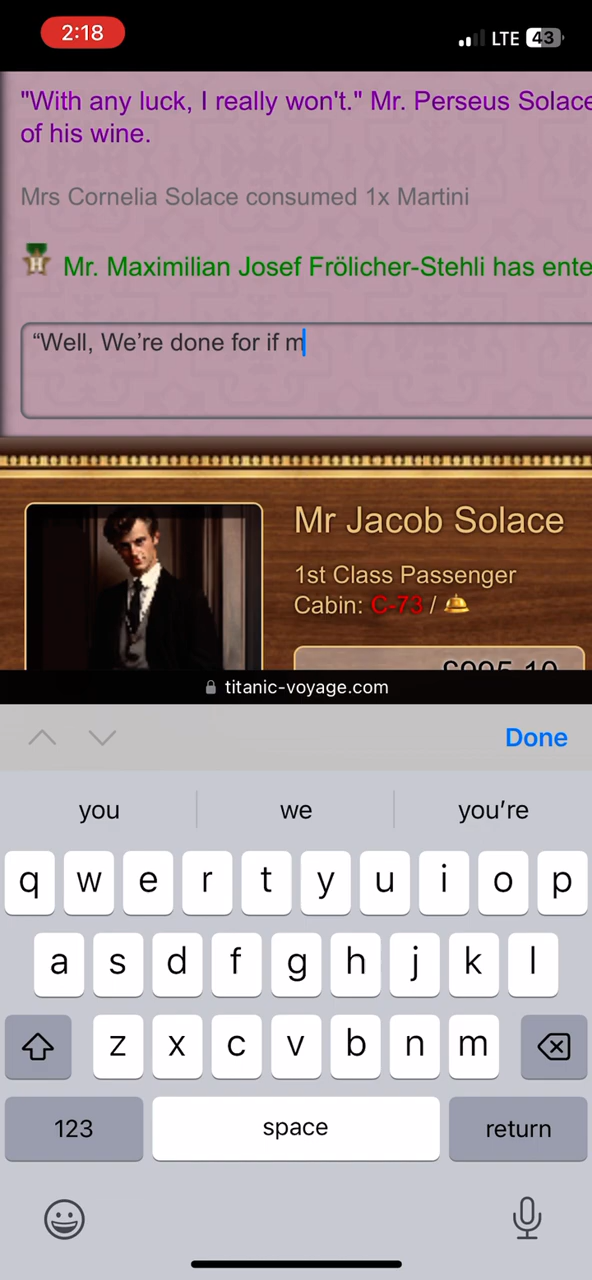 2:18
LTE 43
"With any luck, I really won't." Mr. Perseus Solace
of his wine.
Mrs Cornelia Solace consumed 1x Martini
H
Mr. Maximilian Josef Frölicher-Stehli has ente
“Well, We’re done for if m
Mr Jacob Solace
1st Class Passenger
Cabin: C-73 /
£995.10
titanic-voyage.com
Done
you we you’re
q w e r t y u i o p
a s d f g h j k l
z x c v b n m
123 space return